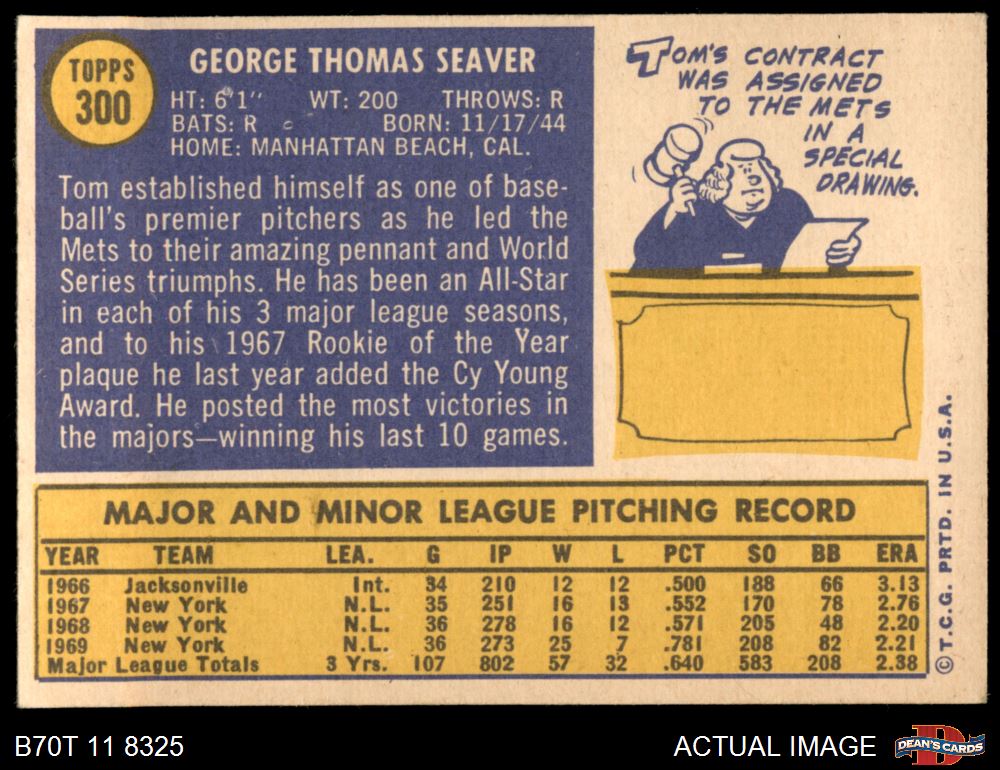 TOPPS
300
GEORGE THOMAS SEAVER
HT: 6'1" WT: 200 THROWS: R
BATS: R BORN: 11/17/44
HOME: MANHATTAN BEACH, CAL.
Tom established himself as one of base-
ball's premier pitchers as he led the
Mets to their amazing pennant and World
Series triumphs. He has been an All-Star
in each of his 3 major league seasons,
and to his 1967 Rookie of the Year
plaque he last year added the Cy Young
Award. He posted the most victories in
the majors—winning his last 10 games.
TOM'S CONTRACT
WAS ASSIGNED
TO THE METS
IN A
SPECIAL
DRAWING.
MAJOR AND MINOR LEAGUE PITCHING RECORD
YEAR TEAM LEA. G IP W L PCT SO BB ERA
1966 Jacksonville Int. 34 210 12 12 .500 188 66 3.13
1967 New York N.L. 35 251 16 13 .552 170 78 2.76
1968 New York N.L. 36 278 16 12 .571 205 48 2.20
1969 New York N.L. 36 273 25 7 .781 208 82 2.21
Major League Totals 3 Yrs. 107 802 57 32 .640 583 208 2.38
© T.C.G. PRTD. IN U.S.A.
B70T 11 8325
ACTUAL IMAGE
D
DEAN'S CARDS